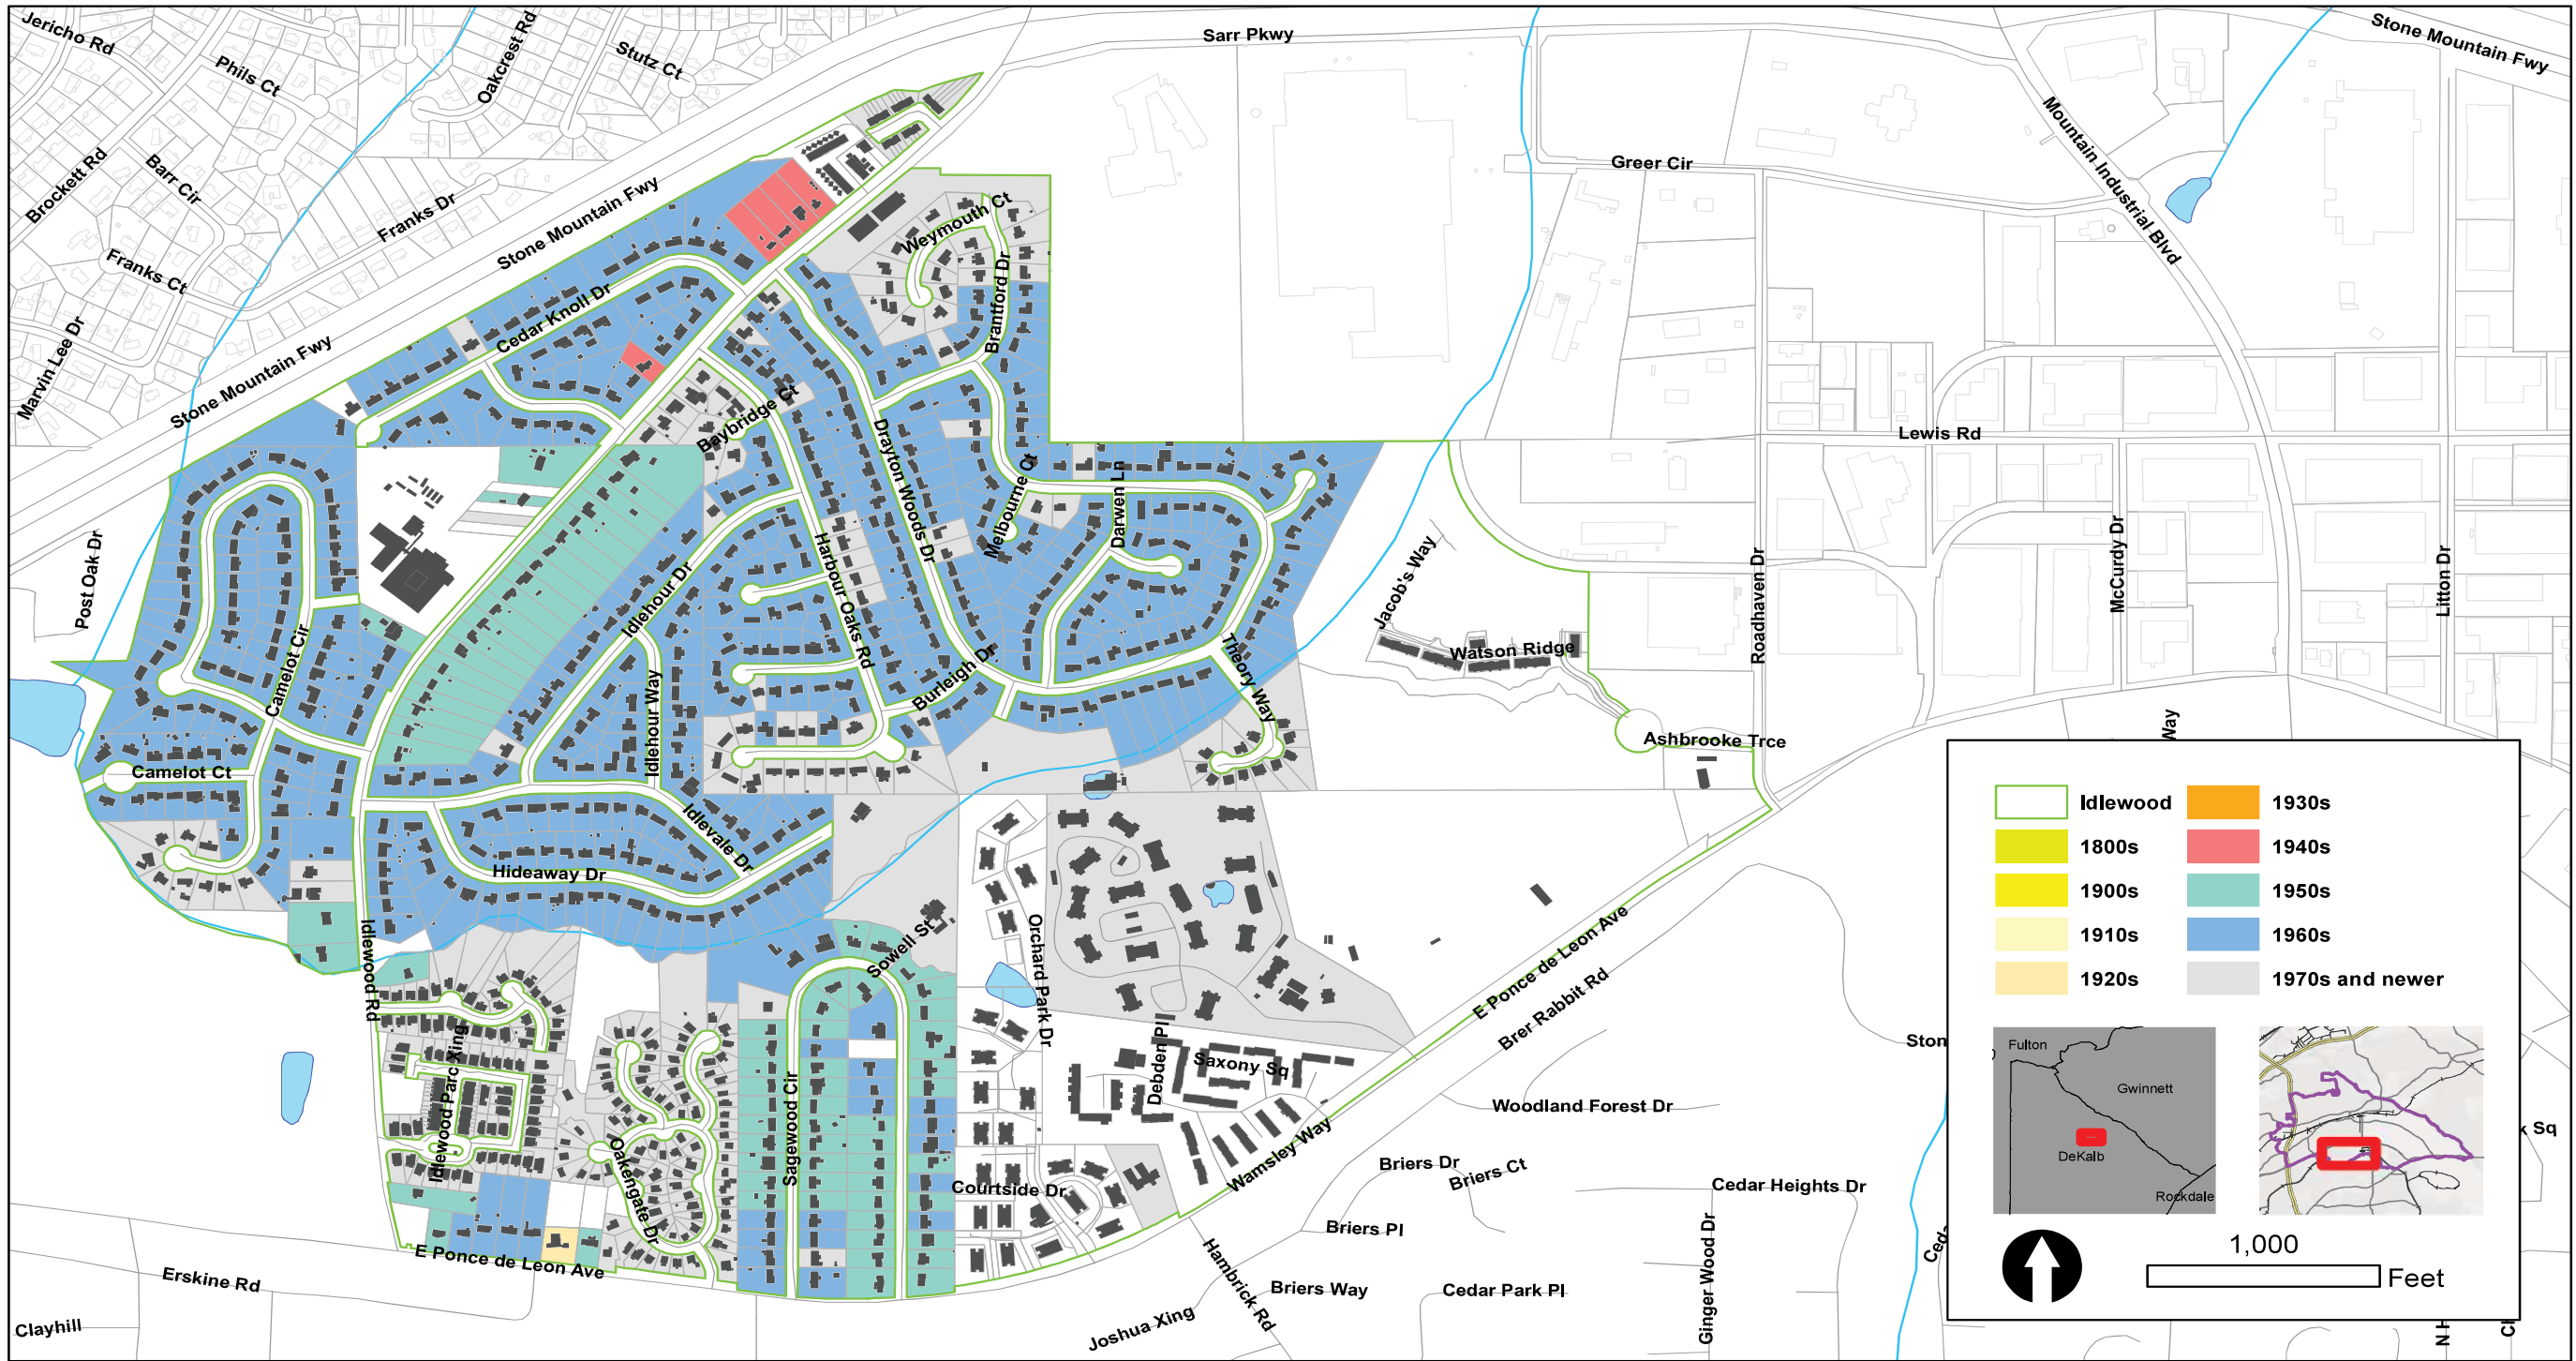 Jericho Rd
Phils Ct
Oakcrest Rd
Stutz Ct
Sarr Pkwy
Stone Mountain Fwy
Brockett Rd
Barr Cir
Franks Dr
Stone Mountain Fwy
Greer Cir
Mountain Industrial Blvd
Franks Ct
Weymouth Ct
Brantford Dr
Marvin Lee Dr
Stone Mountain Fwy
Cedar Knoll Dr
Baybridge Ct
Drayton Woods Dr
Lewis Rd
Melbourne Ct
Darwen Ln
Post Oak Dr
Idlehour Dr
Harbour Oaks Rd
Jacob's Way
Roadhaven Dr
McCurdy Dr
Litton Dr
Camelot Cir
Idlehour Way
Burleigh Dr
Theory Way
Watson Ridge
Ashbrooke Trce
Way
Camelot Ct
Idlevale Dr
Hideaway Dr
Idlewood Rd
Sowell St
Orchard Park Dr
E Ponce de Leon Ave
Brer Rabbit Rd
Ston
Idlewood Parc Xing
Debden Pl
Saxony Sq
Woodland Forest Dr
Sagewood Cir
Oakengate Dr
Wamsley Way
Courtside Dr
Briers Dr
Briers Ct
Cedar Heights Dr
Briers Pl
E Ponce de Leon Ave
Erskine Rd
Hambrick Rd
Briers Way
Cedar Park Pl
Ginger Wood Dr
Ced
Clayhill
Joshua Xing
k Sq
N H
Cl
Idlewood
1800s
1900s
1910s
1920s
1930s
1940s
1950s
1960s
1970s and newer
Fulton
Gwinnett
DeKalb
Rockdale
1,000
Feet